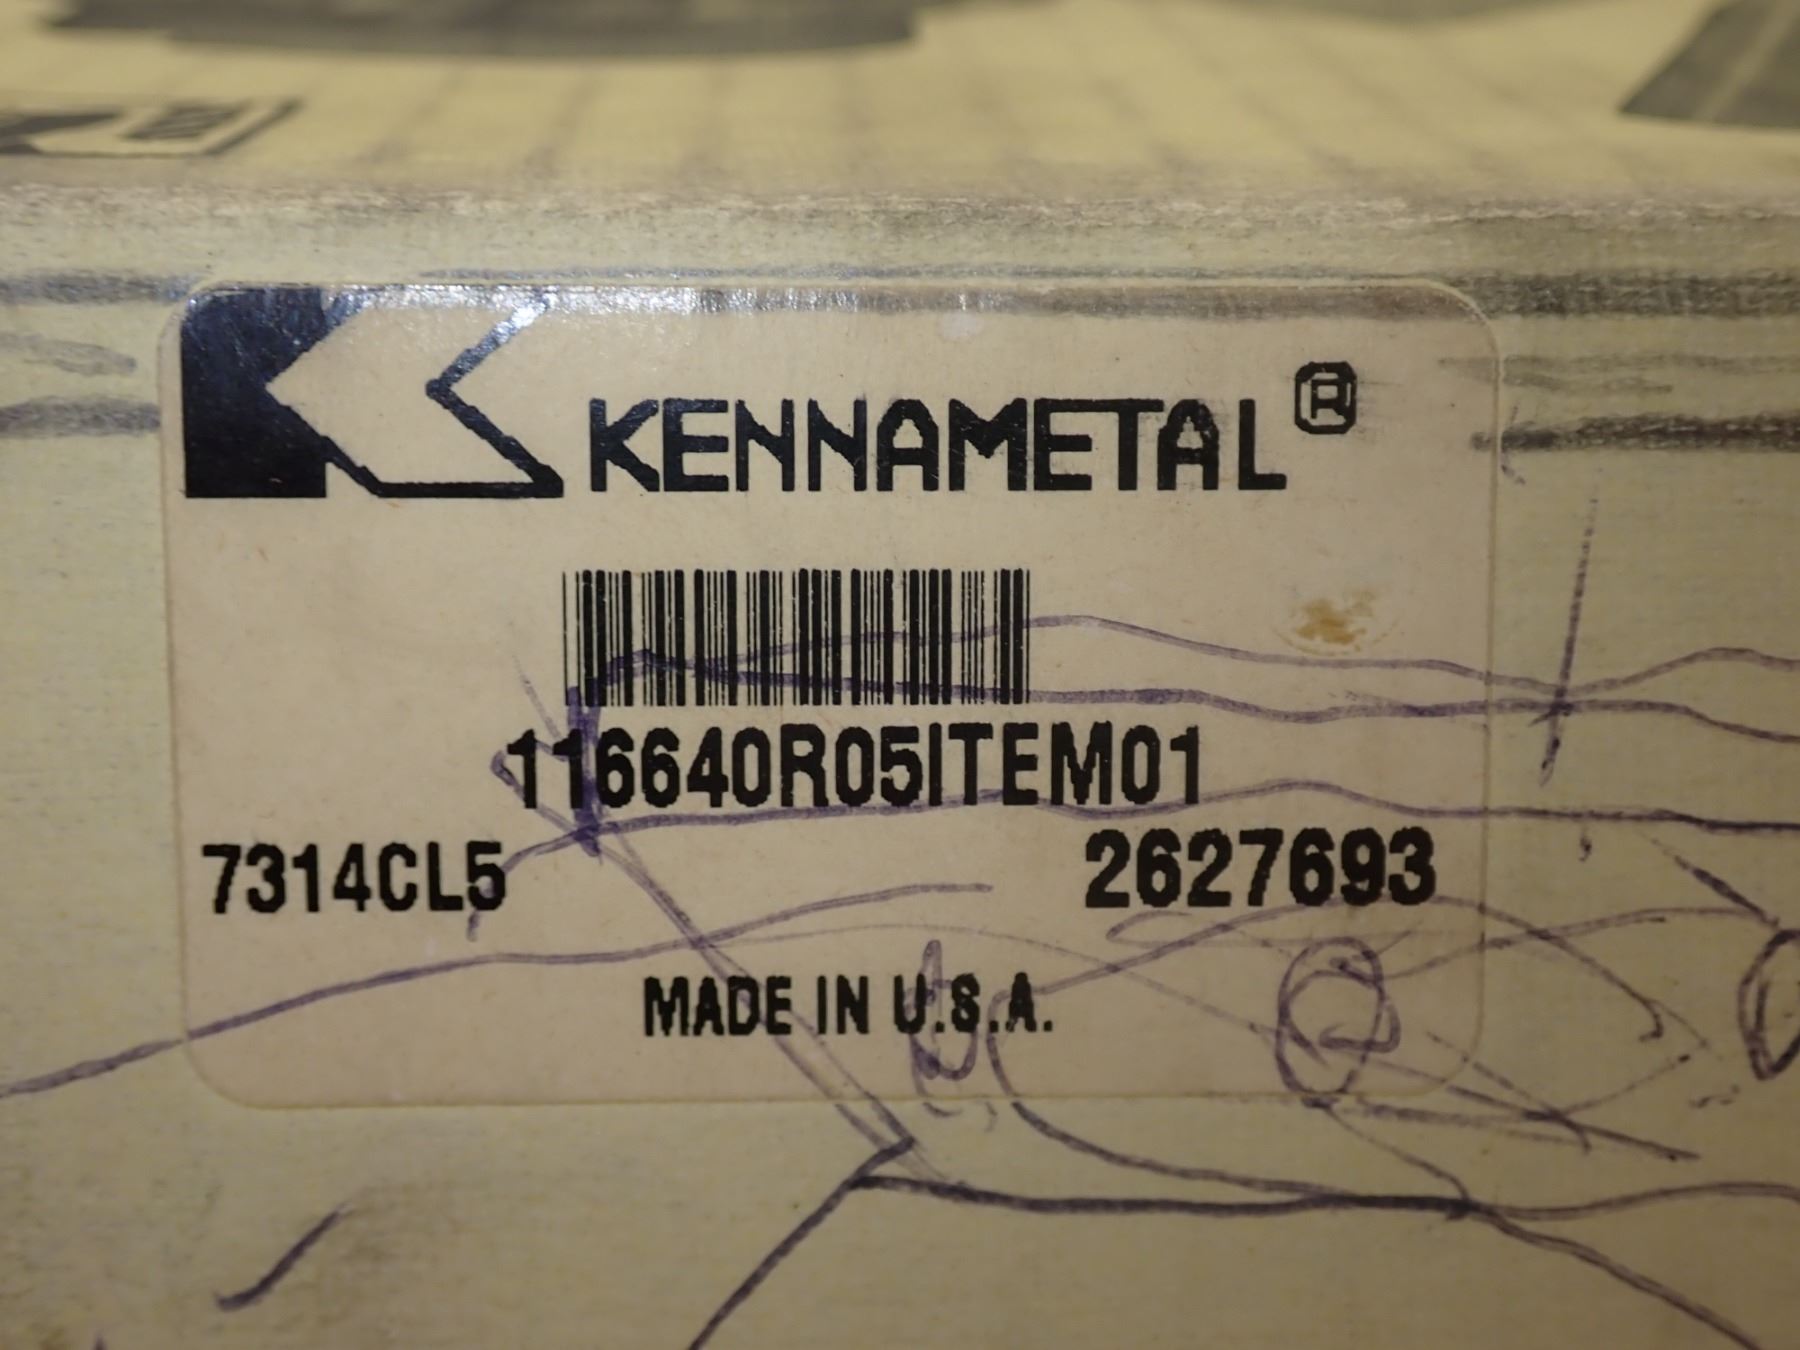 KENNAMETAL®
116640R05ITEM01
7314CL5 2627693
MADE IN U.S.A.